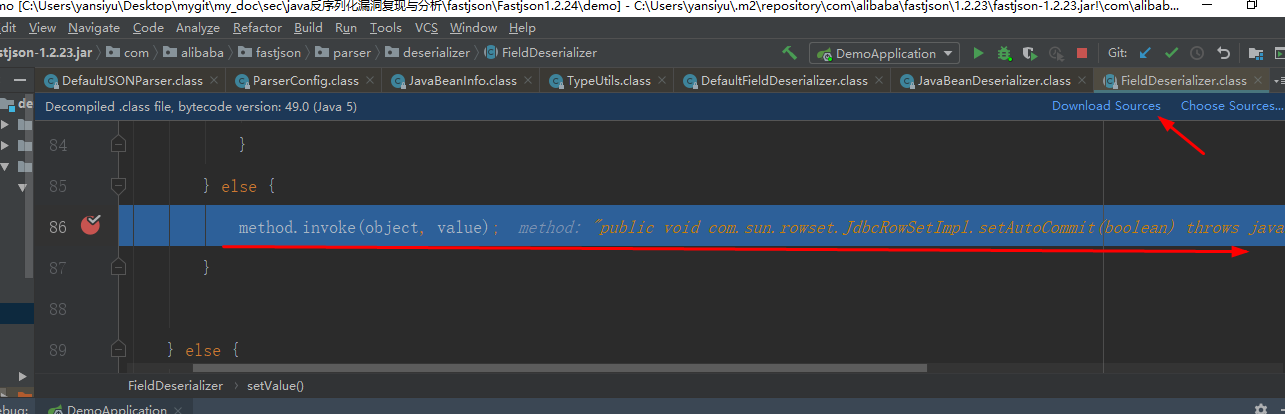 mo [C:\Users\yansiyu\Desktop\mygit\my_doc\sec\java反序列化漏洞复现与分析\fastjson\Fastjson1.2.24\demo] - C:\Users\yansiyu\.m2\repository\com\alibaba\fastjson\1.2.23\fastjson-1.2.23.jar!\com\alibab...
dit View Navigate Code Analyze Refactor Build Run Tools VCS Window Help
stjson-1.2.23.jar com alibaba fastjson parser deserializer FieldDeserializer DemoApplication Git:
DefaultJSONParser.class ParserConfig.class JavaBeanInfo.class TypeUtils.class DefaultFieldDeserializer.class JavaBeanDeserializer.class FieldDeserializer.class
de
Decompiled .class file, bytecode version: 49.0 (Java 5) Download Sources Choose Sources...
84 }
85 } else {
86 method.invoke(object, value); method: "public void com.sun.rowset.JdbcRowSetImpl.setAutoCommit(boolean) throws java
87 }
88
89 } else {
FieldDeserializer setValue()
ebug: DemoApplication